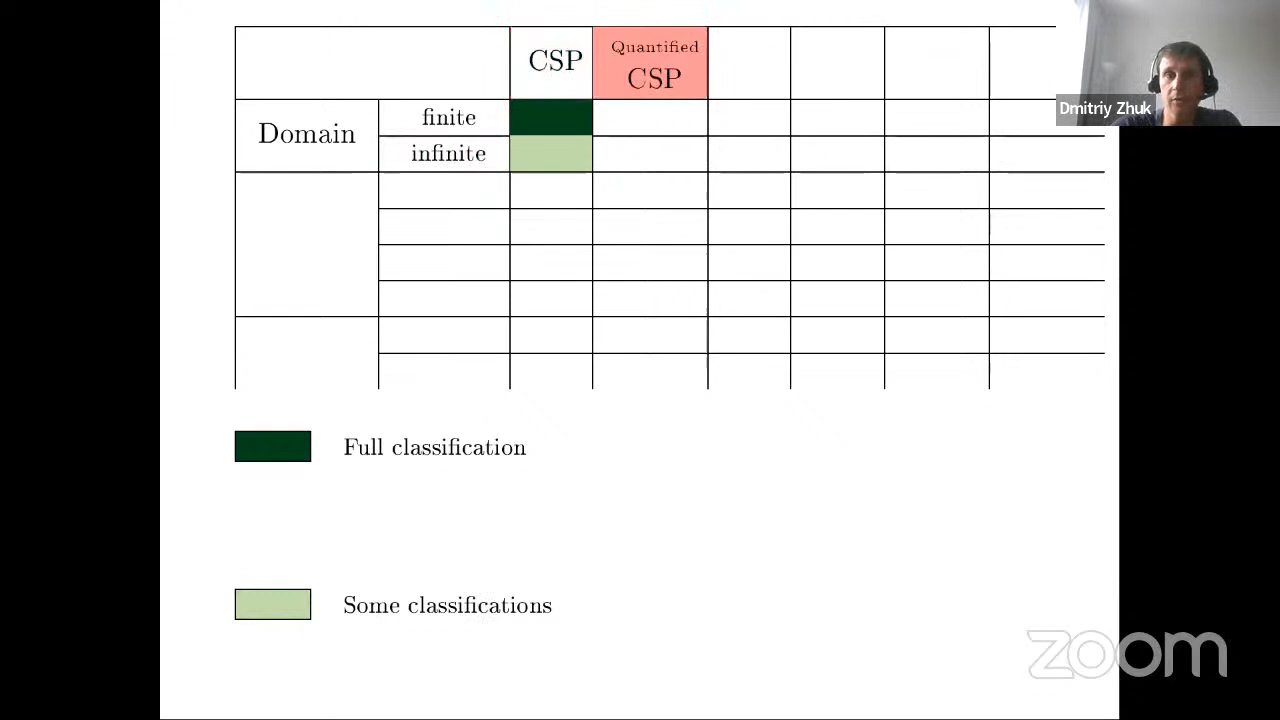 CSP
Quantified
CSP
Dmitriy Zhuk
Domain
finite
infinite
Full classification
Some classifications
zoom